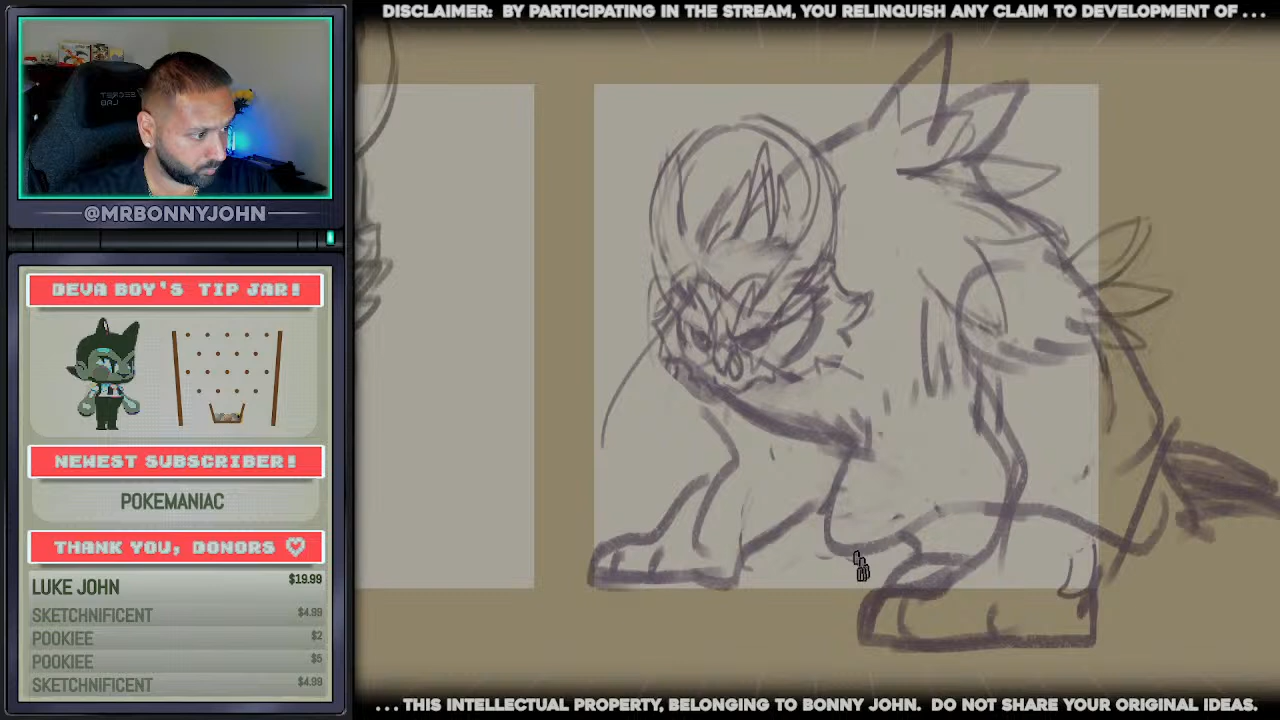 DISCLAIMER: BY PARTICIPATING IN THE STREAM, YOU RELINQUISH ANY CLAIM TO DEVELOPMENT OF . . .
@MRBONNYJOHN
DEVA BOY'S TIP JAR!
NEWEST SUBSCRIBER!
POKEMANIAC
THANK YOU, DONORS
LUKE JOHN $19.99
SKETCHNIFICENT $4.99
POOKIEE $2
POOKIEE $5
SKETCHNIFICENT $4.99
. . . THIS INTELLECTUAL PROPERTY, BELONGING TO BONNY JOHN. DO NOT SHARE YOUR ORIGINAL IDEAS.